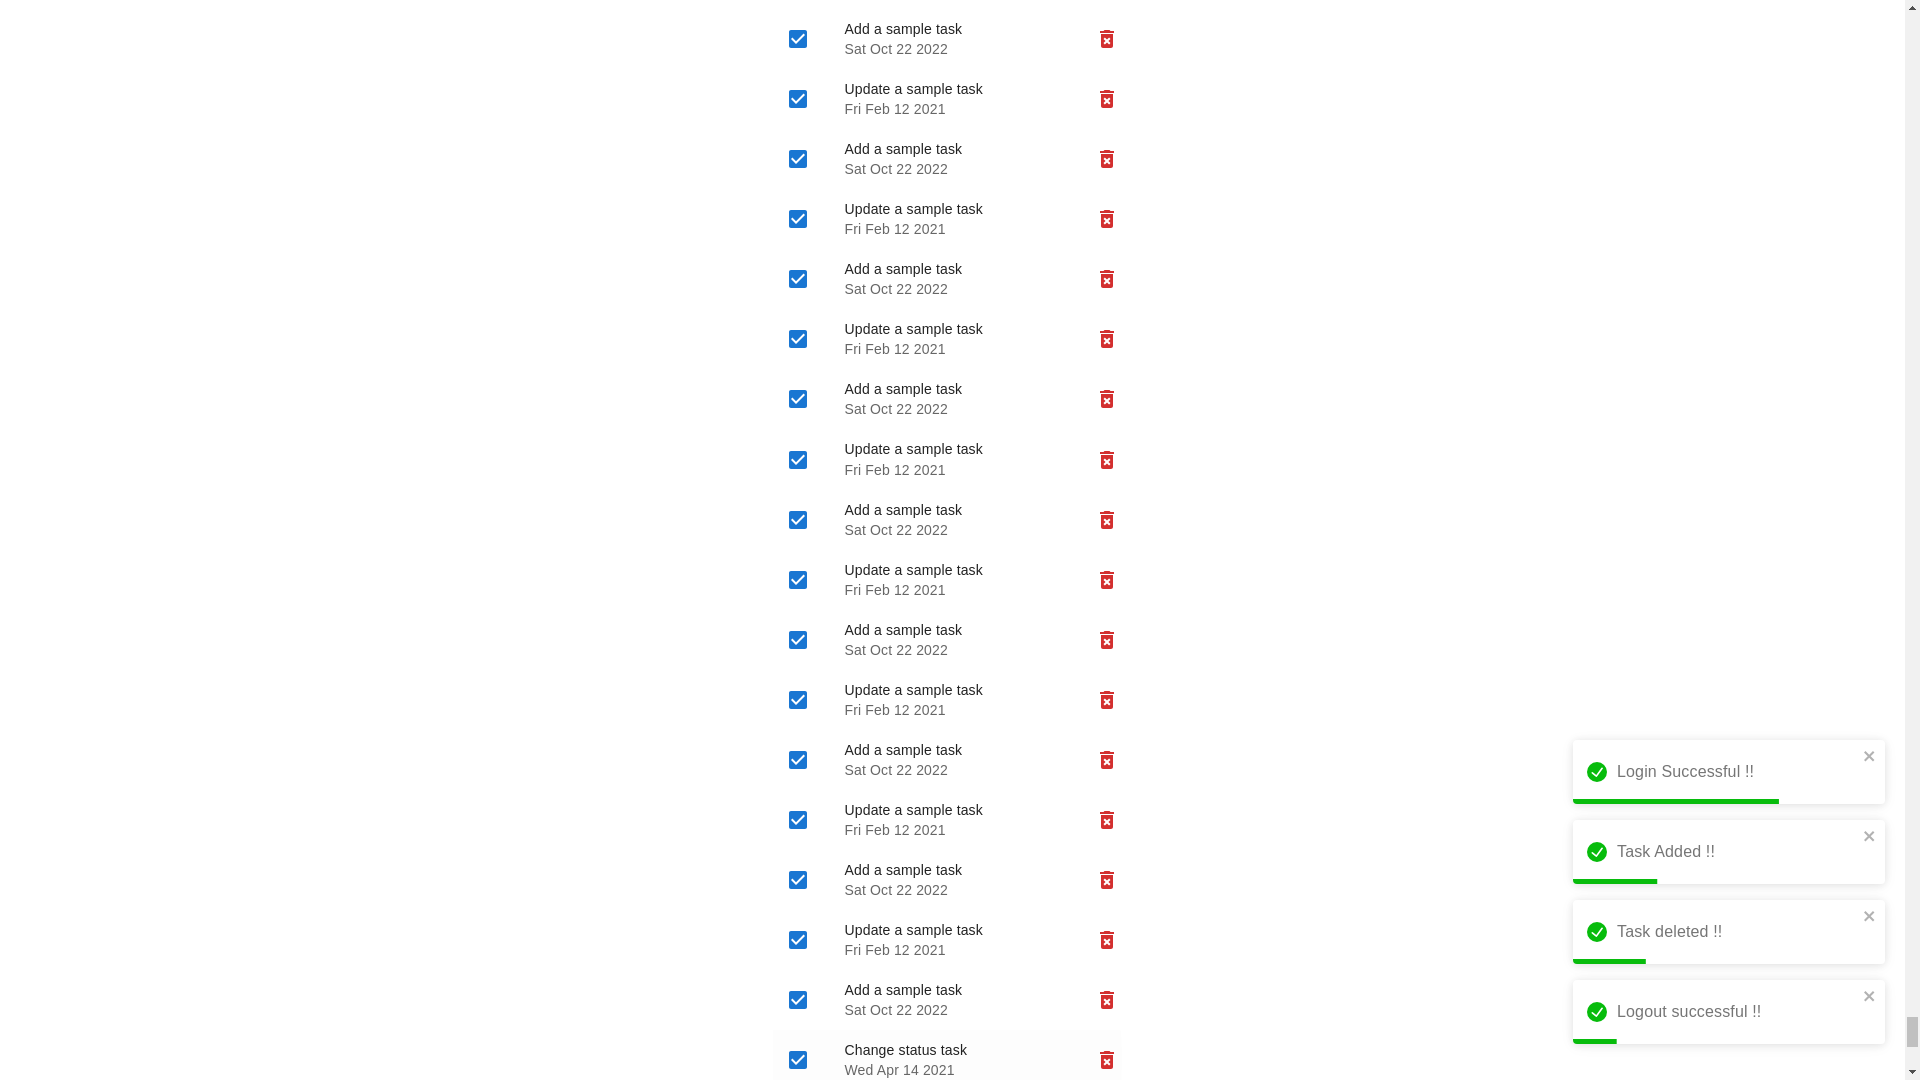 Add a sample task
Sat Oct 22 2022
Update a sample task
Fri Feb 12 2021
Add a sample task
Sat Oct 22 2022
Update a sample task
Fri Feb 12 2021
Add a sample task
Sat Oct 22 2022
Update a sample task
Fri Feb 12 2021
Add a sample task
Sat Oct 22 2022
Update a sample task
Fri Feb 12 2021
Add a sample task
Sat Oct 22 2022
Update a sample task
Fri Feb 12 2021
Add a sample task
Sat Oct 22 2022
Update a sample task
Fri Feb 12 2021
Add a sample task
Sat Oct 22 2022
Update a sample task
Fri Feb 12 2021
Add a sample task
Sat Oct 22 2022
Update a sample task
Fri Feb 12 2021
Add a sample task
Sat Oct 22 2022
Change status task
Wed Apr 14 2021
Login Successful !!
Task Added !!
Task deleted !!
Logout successful !!